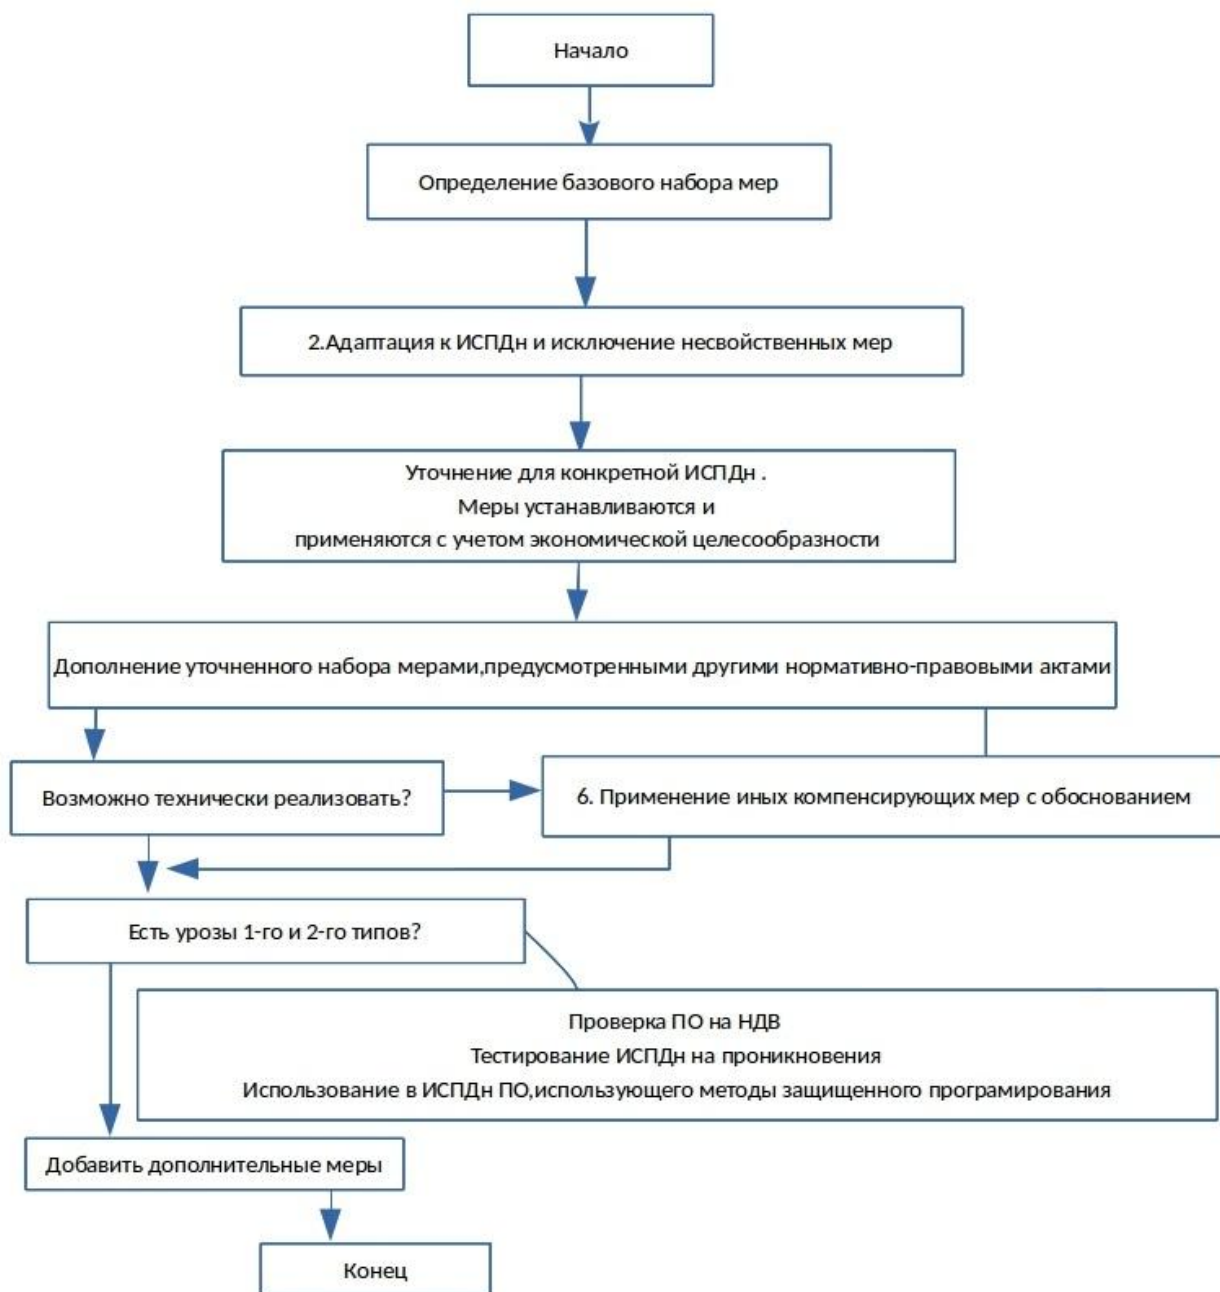 Начало
Определение базового набора мер
2.Адаптация к ИСПДн и исключение несвойственных мер
Уточнение для конкретной ИСПДн .
Меры устанавливаются и
применяются с учетом экономической целесообразности
Дополнение уточненного набора мерами,предусмотренными другими нормативно-правовыми актами
Возможно технически реализовать?
6. Применение иных компенсирующих мер с обоснованием
Есть урозы 1-го и 2-го типов?
Проверка ПО на НДВ
Тестирование ИСПДн на проникновения
Использование в ИСПДн ПО,использующего методы защищенного програмирования
Добавить дополнительные меры
Конец